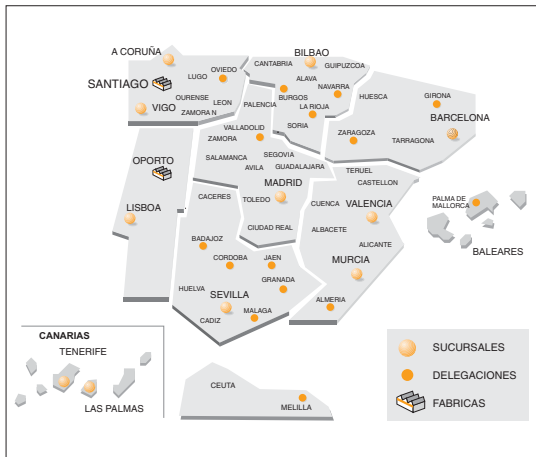 A CORUÑA
BILBAO
CANTABRIA
GUIPUZCOA
OVIEDO
LUGO
ALAVA
SANTIAGO
NAVARRA
HUESCA
GIRONA
BURGOS
OURENSE
PALENCIA
LEON
LA RIOJA
VIGO
ZAMORA N
BARCELONA
SORIA
VALLADOLID
ZAMORA
ZARAGOZA
TARRAGONA
OPORTO
SALAMANCA
SEGOVIA
AVILA
GUADALAJARA
TERUEL
MADRID
CASTELLON
CACERES
TOLEDO
CUENCA
VALENCIA
PALMA DE
MALLORCA
LISBOA
CIUDAD REAL
ALBACETE
BADAJOZ
ALICANTE
BALEARES
CORDOBA
JAEN
MURCIA
GRANADA
HUELVA
SEVILLA
ALMERIA
MALAGA
CADIZ
CANARIAS
TENERIFE
LAS PALMAS
CEUTA
MELILLA
SUCURSALES
DELEGACIONES
FABRICAS